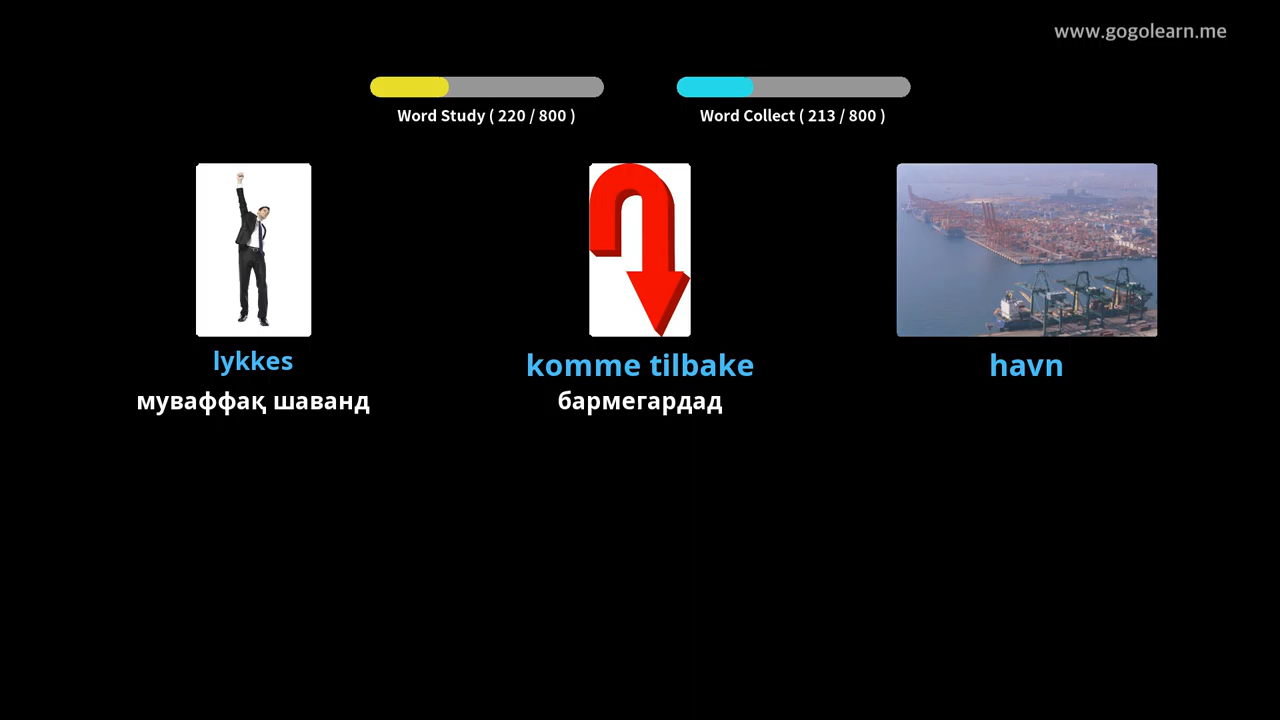 www.gogolearn.me
Word Study ( 220 / 800 )
Word Collect ( 213 / 800 )
lykkes
муваффақ шаванд
komme tilbake
бармегардад
havn